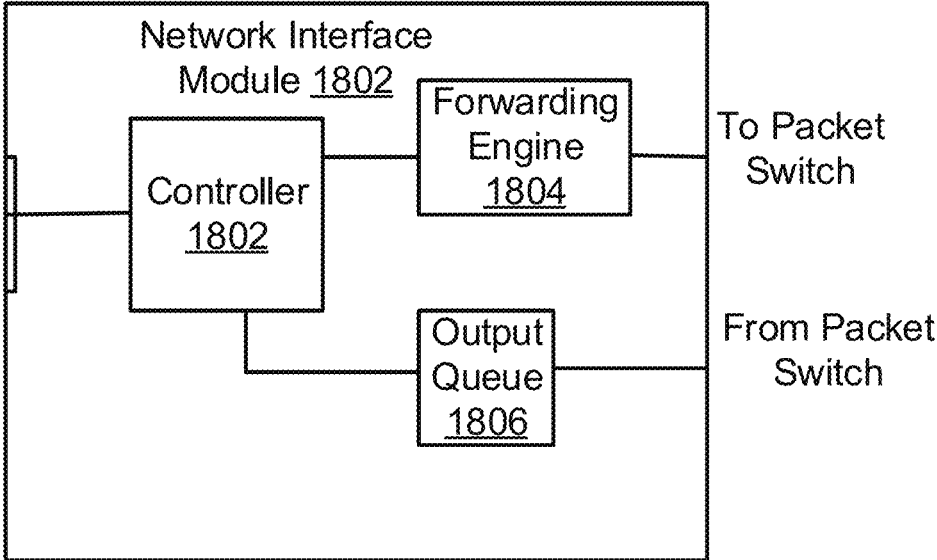 Network Interface
Module 1802
Forwarding
Engine
1804
To Packet
Switch
Controller
1802
Output
Queue
1806
From Packet
Switch